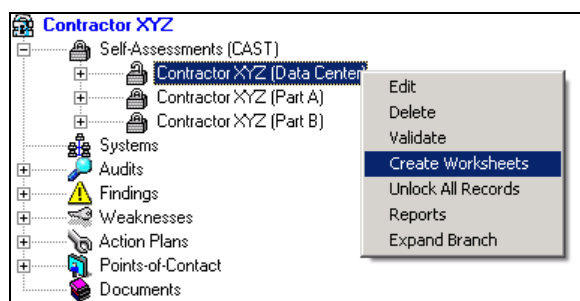 Contractor XYZ
Self-Assessments (CAST)
Contractor XYZ (Data Center)
Contractor XYZ (Part A)
Contractor XYZ (Part B)
Systems
Audits
Findings
Weaknesses
Action Plans
Points-of-Contact
Documents
Edit
Delete
Validate
Create Worksheets
Unlock All Records
Reports
Expand Branch